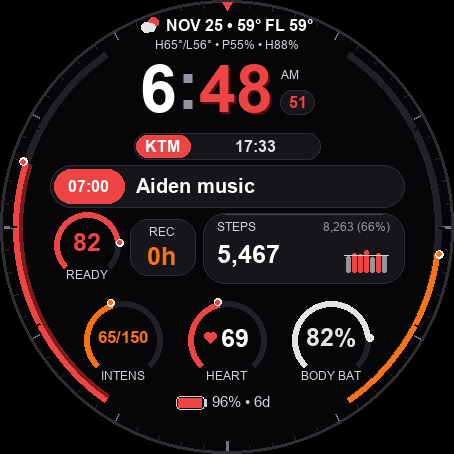 NOV 25 • 59° FL 59°
H65°/L56° • P55% • H88%
6:48 AM
51
KTM 17:33
07:00 Aiden music
82
READY
REC
0h
STEPS 8,263 (66%)
5,467
65/150
INTENS
69
HEART
82%
BODY BAT
96% • 6d